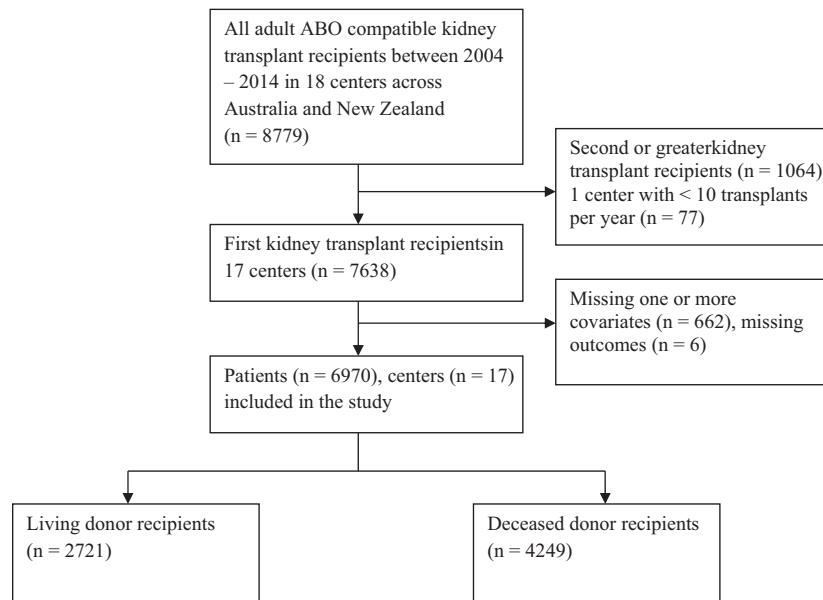 All adult ABO compatible kidney
transplant recipients between 2004
– 2014 in 18 centers across
Australia and New Zealand
(n = 8779)
Second or greaterkidney
transplant recipients (n = 1064)
1 center with < 10 transplants
per year (n = 77)
First kidney transplant recipientsin
17 centers (n = 7638)
Missing one or more
covariates (n = 662), missing
outcomes (n = 6)
Patients (n = 6970), centers (n = 17)
included in the study
Living donor recipients
(n = 2721)
Deceased donor recipients
(n = 4249)